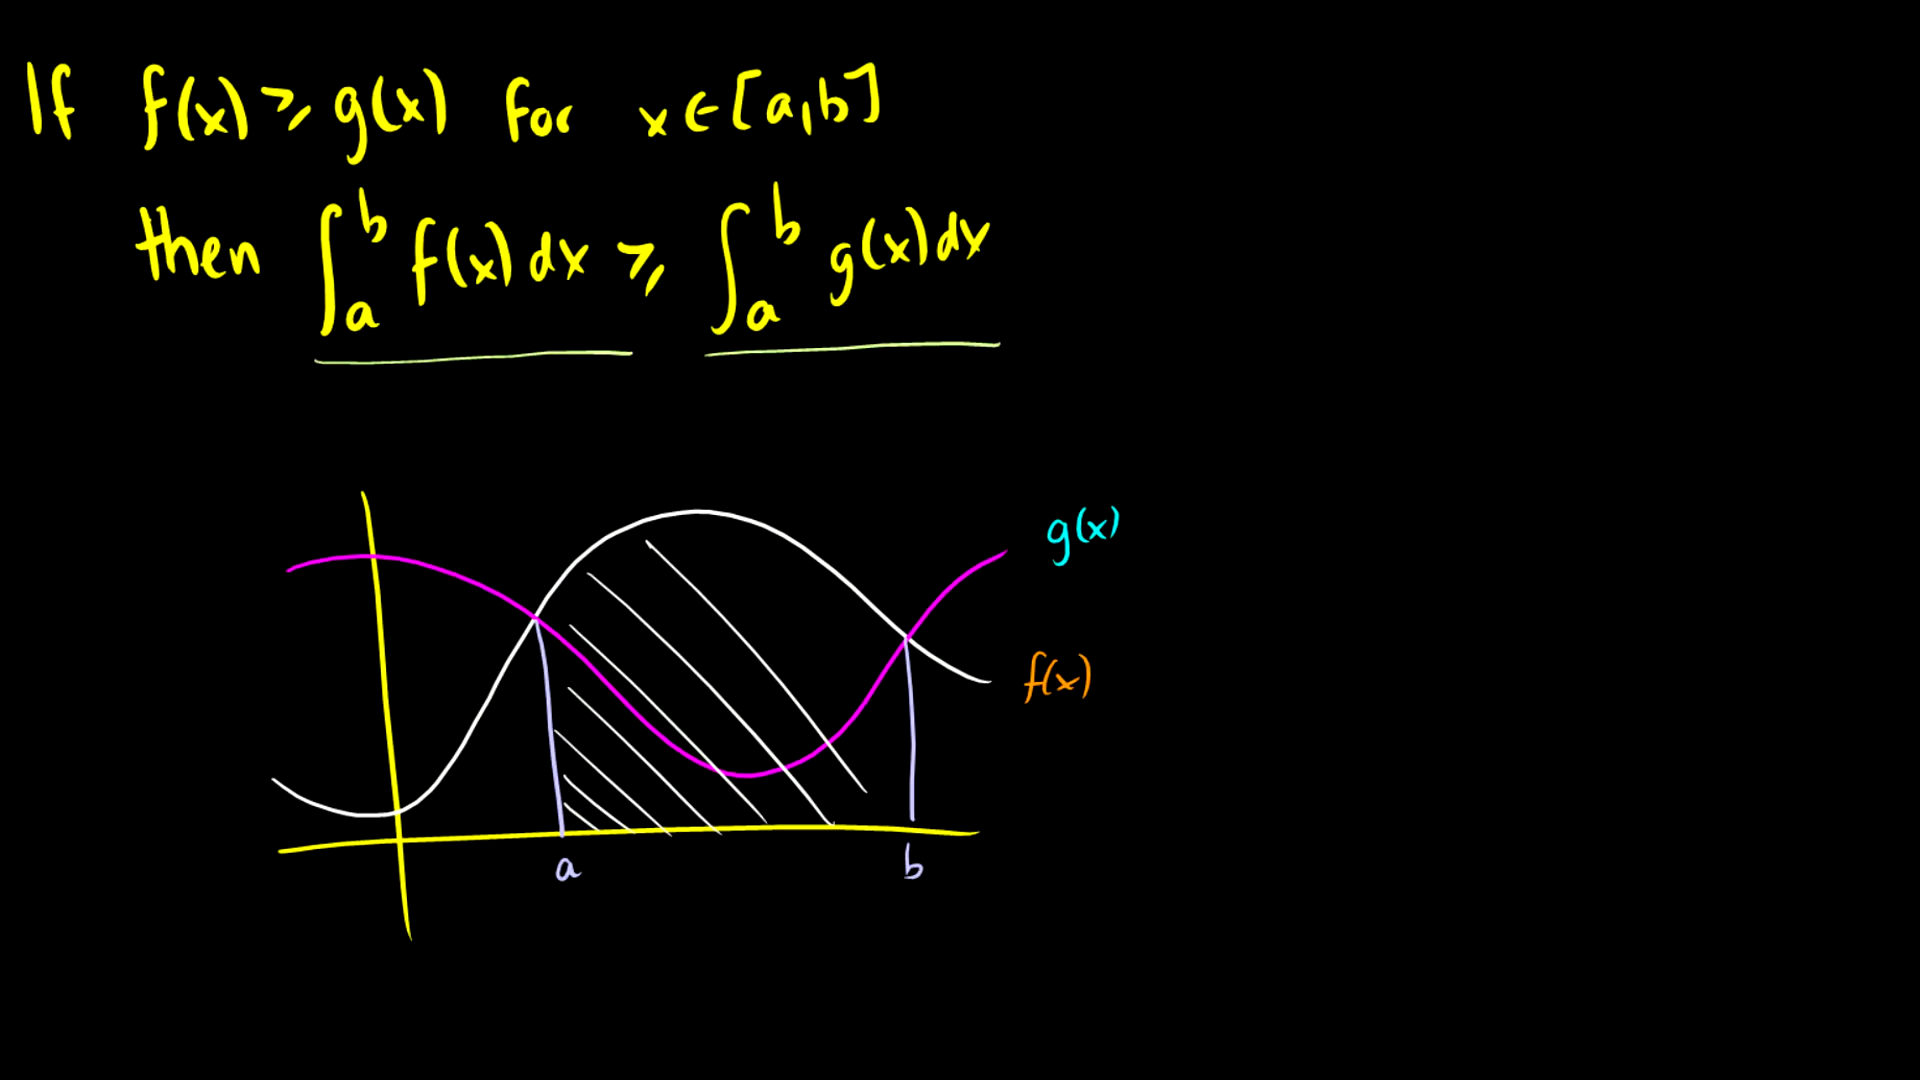 If f(x) ⩾ g(x) for x ∈ [a,b]
then ∫_a^b f(x) dx ⩾ ∫_a^b g(x) dx
g(x)
f(x)
a b